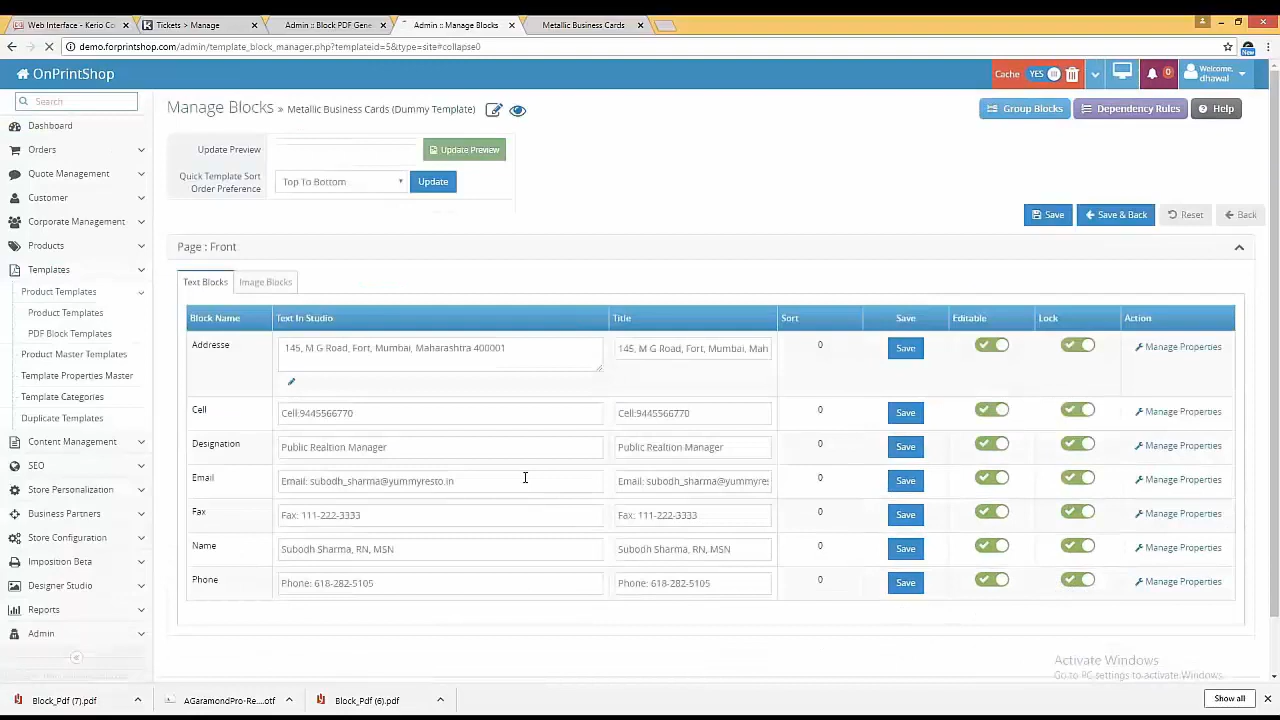 Web Interface - Kerio Co
Tickets > Manage
Admin :: Block PDF Gene
Admin :: Manage Blocks
Metallic Business Cards
demo.forprintshop.com/admin/template_block_manager.php?templateid=5&type=site#collapse0
New
OnPrintShop
Cache YES
0
Welcome, dhawal
Search
Manage Blocks » Metallic Business Cards (Dummy Template)
Group Blocks
Dependency Rules
Help
Dashboard
Orders
Quote Management
Customer
Corporate Management
Products
Templates
Product Templates
Product Templates
PDF Block Templates
Product Master Templates
Template Properties Master
Template Categories
Duplicate Templates
Content Management
SEO
Store Personalization
Business Partners
Store Configuration
Imposition Beta
Designer Studio
Reports
Admin
Update Preview
Update Preview
Quick Template Sort
Order Preference
Top To Bottom
Update
Save
Save & Back
Reset
Back
Page : Front
Text Blocks
Image Blocks
Block Name Text In Studio Title Sort Save Editable Lock Action
Addresse 145, M G Road, Fort, Mumbai, Maharashtra 400001 145, M G Road, Fort, Mumbai, Mah 0 Save Manage Properties
Cell Cell:9445566770 Cell:9445566770 0 Save Manage Properties
Designation Public Realtion Manager Public Realtion Manager 0 Save Manage Properties
Email Email: subodh_sharma@yummyresto.in Email: subodh_sharma@yummyres 0 Save Manage Properties
Fax Fax: 111-222-3333 Fax: 111-222-3333 0 Save Manage Properties
Name Subodh Sharma, RN, MSN Subodh Sharma, RN, MSN 0 Save Manage Properties
Phone Phone: 618-282-5105 Phone: 618-282-5105 0 Save Manage Properties
Activate Windows
Go to PC settings to activate Windows.
Block_Pdf (7).pdf
AGaramondPro-Re....otf
Block_Pdf (6).pdf
Show all